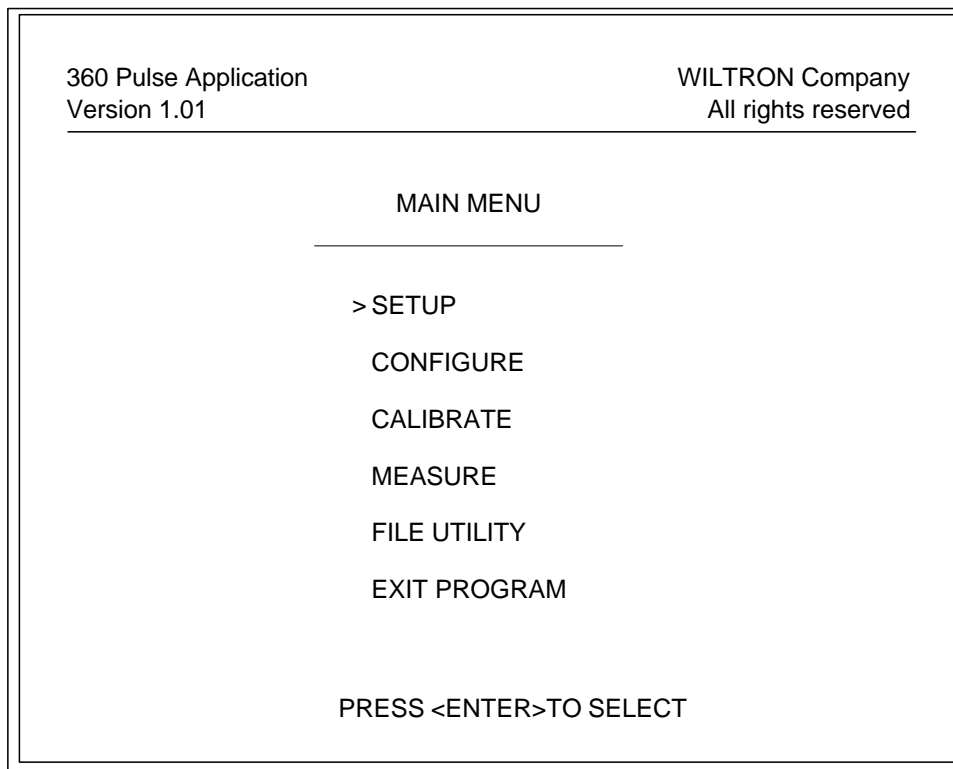 360 Pulse Application WILTRON Company
Version 1.01 All rights reserved
MAIN MENU
> SETUP
CONFIGURE
CALIBRATE
MEASURE
FILE UTILITY
EXIT PROGRAM
PRESS <ENTER>TO SELECT